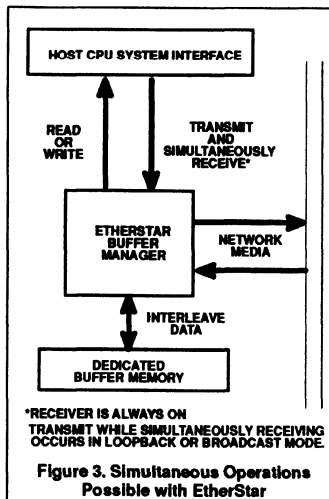 HOST CPU SYSTEM INTERFACE
READ
OR
WRITE
TRANSMIT
AND
SIMULTANEOUSLY
RECEIVE*
ETHERSTAR
BUFFER
MANAGER
NETWORK
MEDIA
INTERLEAVE
DATA
DEDICATED
BUFFER MEMORY
*RECEIVER IS ALWAYS ON
TRANSMIT WHILE SIMULTANEOUSLY RECEIVING
OCCURS IN LOOPBACK OR BROADCAST MODE.
Figure 3. Simultaneous Operations
Possible with EtherStar